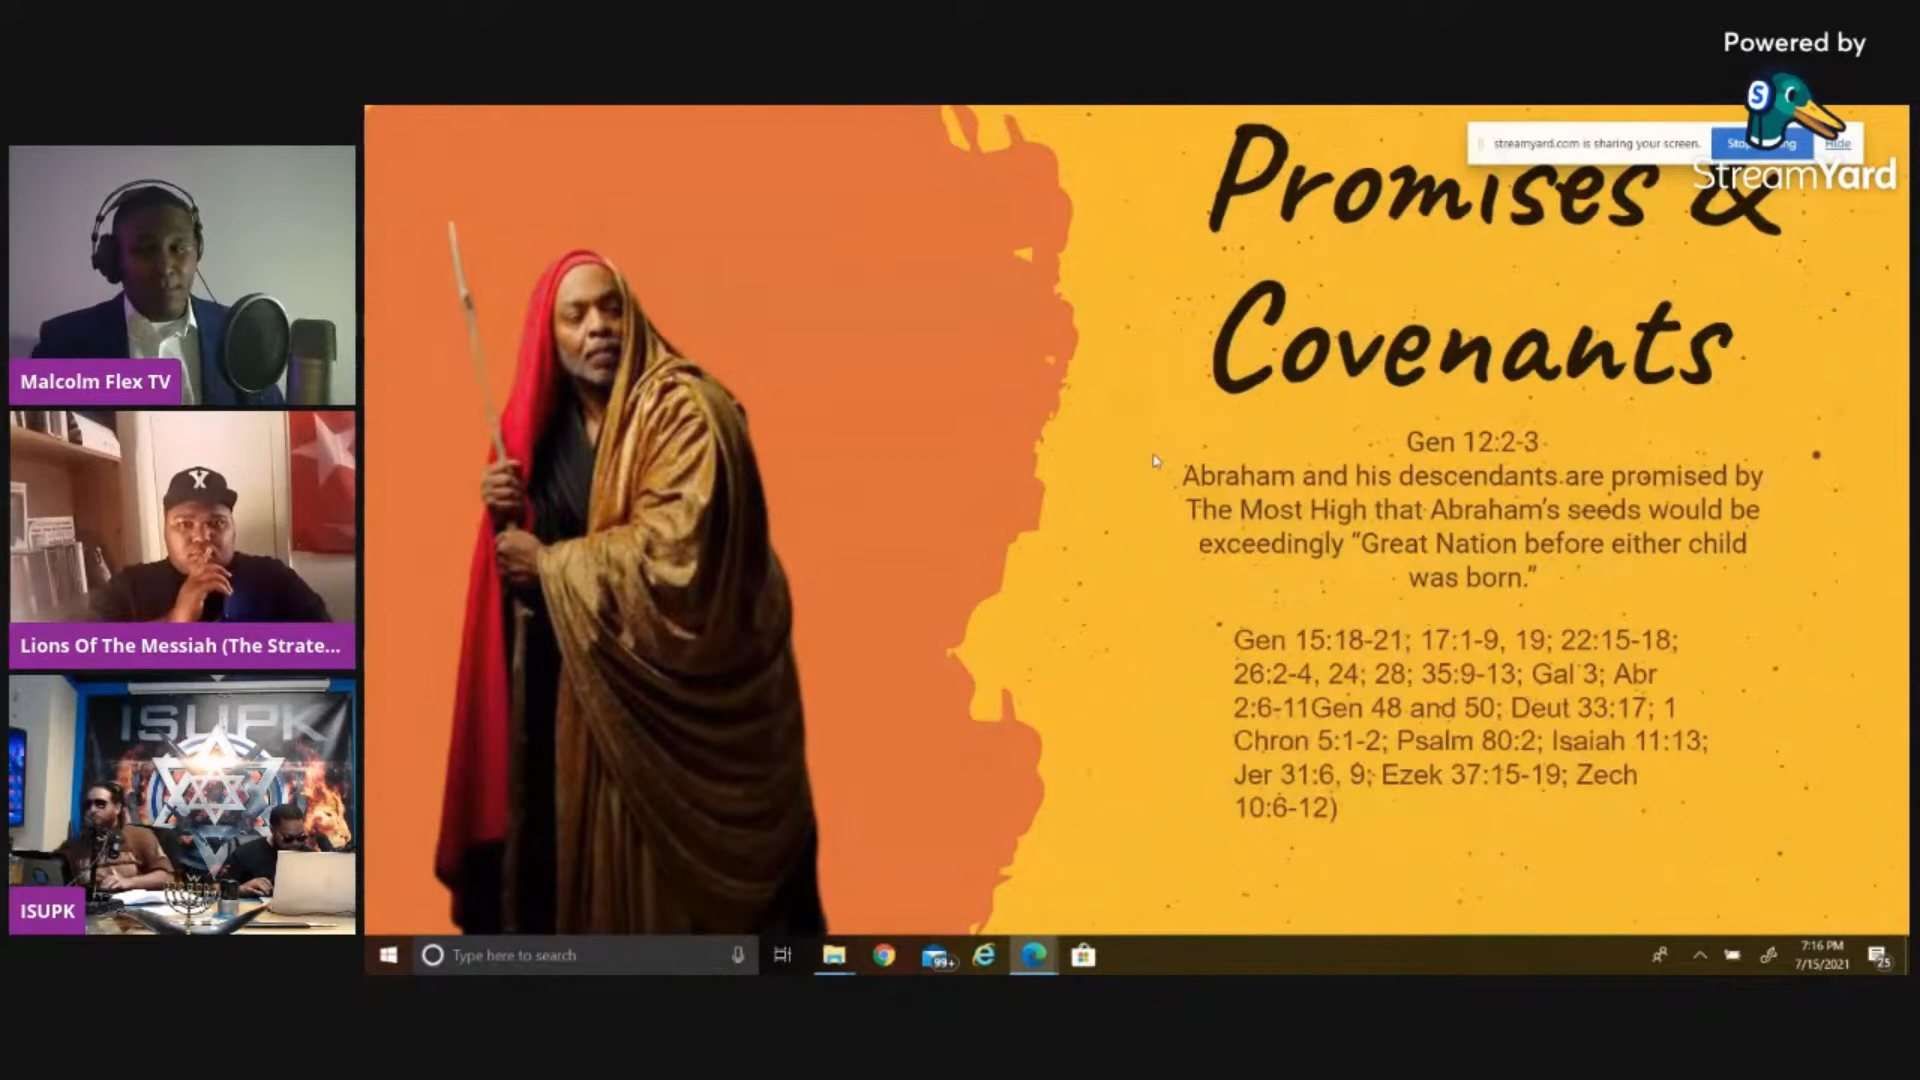 Powered by
StreamYard
streamyard.com is sharing your screen.
Hide
Promises &
Covenants
Gen 12:2-3
Abraham and his descendants are promised by
The Most High that Abraham's seeds would be
exceedingly "Great Nation before either child
was born."
Gen 15:18-21; 17:1-9, 19; 22:15-18;
26:2-4, 24; 28; 35:9-13; Gal 3; Abr
2:6-11Gen 48 and 50; Deut 33:17; 1
Chron 5:1-2; Psalm 80:2; Isaiah 11:13;
Jer 31:6, 9; Ezek 37:15-19; Zech
10:6-12)
Malcolm Flex TV
X
Lions Of The Messiah (The Strate...
ISUPK
ISUPK
Type here to search
99+
7:16 PM
7/15/2021
25